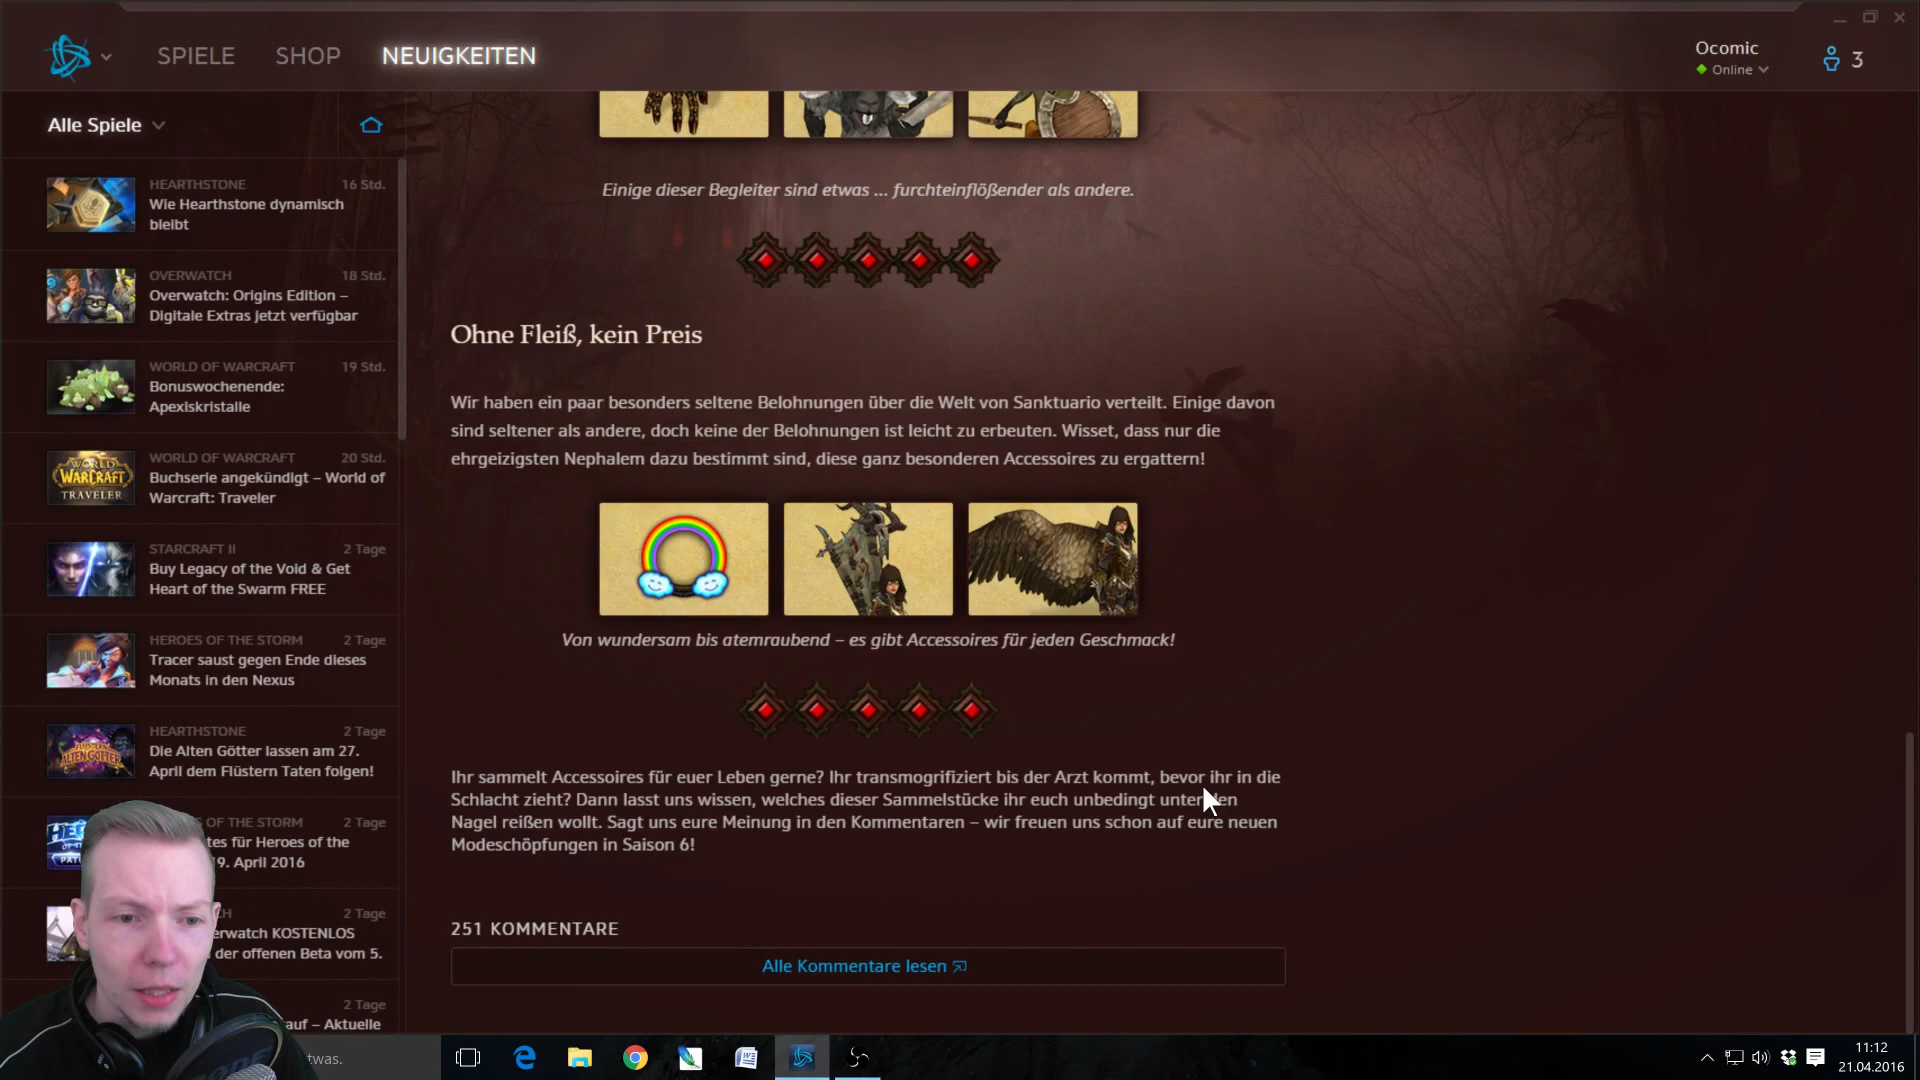 SPIELE
SHOP
NEUIGKEITEN
Ocomic
Online
3
Alle Spiele
HEARTHSTONE 16 Std.
Wie Hearthstone dynamisch
bleibt
OVERWATCH 18 Std.
Overwatch: Origins Edition –
Digitale Extras jetzt verfügbar
WORLD OF WARCRAFT 19 Std.
Bonuswochenende:
Apexiskristalle
WORLD OF WARCRAFT 20 Std.
Buchserie angekündigt – World of
Warcraft: Traveler
WORLD OF
WARCRAFT
TRAVELER
STARCRAFT II 2 Tage
Buy Legacy of the Void & Get
Heart of the Swarm FREE
HEROES OF THE STORM 2 Tage
Tracer saust gegen Ende dieses
Monats in den Nexus
HEARTHSTONE 2 Tage
Die Alten Götter lassen am 27.
April dem Flüstern Taten folgen!
ALTEN GÖTTER
S OF THE STORM 2 Tage
tes für Heroes of the
19. April 2016
CH 2 Tage
erwatch KOSTENLOS
der offenen Beta vom 5.
2 Tage
auf – Aktuelle
Einige dieser Begleiter sind etwas ... furchteinflößender als andere.
Ohne Fleiß, kein Preis
Wir haben ein paar besonders seltene Belohnungen über die Welt von Sanktuario verteilt. Einige davon
sind seltener als andere, doch keine der Belohnungen ist leicht zu erbeuten. Wisset, dass nur die
ehrgeizigsten Nephalem dazu bestimmt sind, diese ganz besonderen Accessoires zu ergattern!
Von wundersam bis atemraubend – es gibt Accessoires für jeden Geschmack!
Ihr sammelt Accessoires für euer Leben gerne? Ihr transmogrifiziert bis der Arzt kommt, bevor ihr in die
Schlacht zieht? Dann lasst uns wissen, welches dieser Sammelstücke ihr euch unbedingt unter den
Nagel reißen wollt. Sagt uns eure Meinung in den Kommentaren – wir freuen uns schon auf eure neuen
Modeschöpfungen in Saison 6!
251 KOMMENTARE
Alle Kommentare lesen
twas.
11:12
21.04.2016